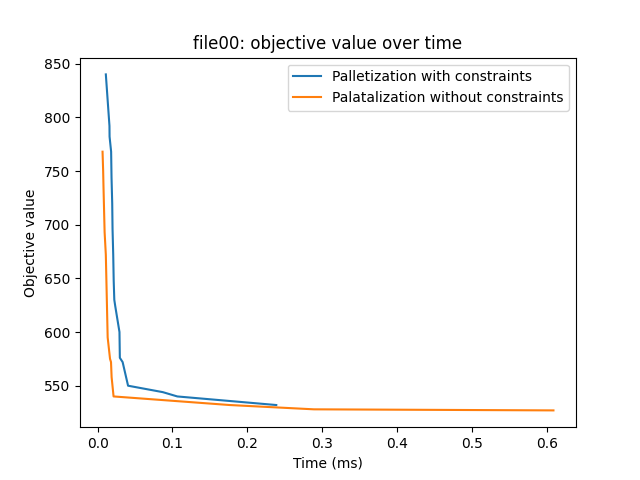 file00: objective value over time
Palletization with constraints
Palatalization without constraints
Objective value
850
800
750
700
650
600
550
0.0 0.1 0.2 0.3 0.4 0.5 0.6
Time (ms)